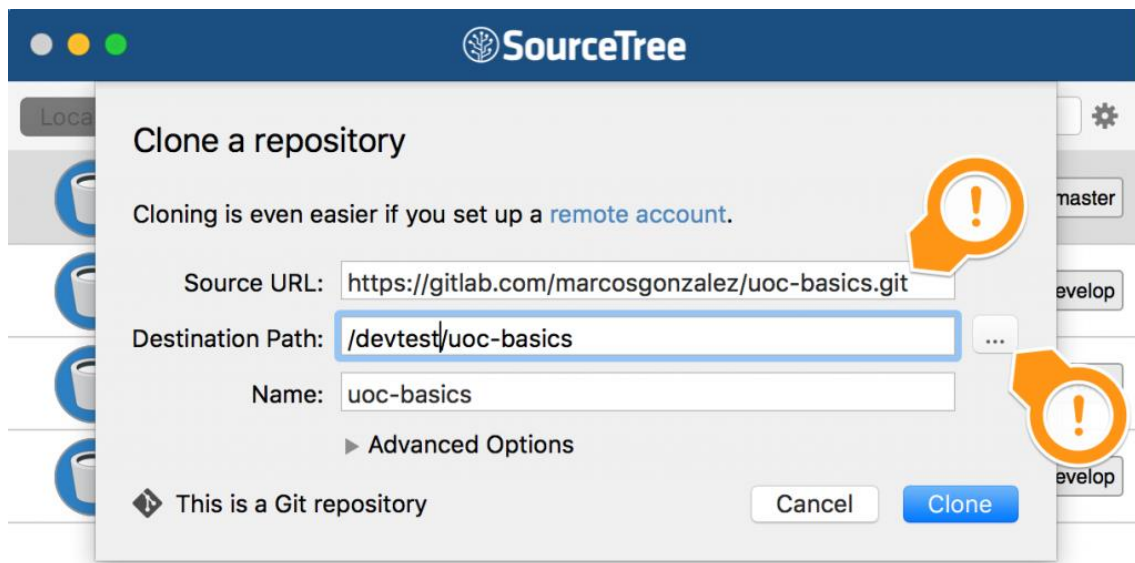 SourceTree
Loca
Clone a repository
Cloning is even easier if you set up a remote account.
master
Source URL: https://gitlab.com/marcosgonzalez/uoc-basics.git
evelop
Destination Path: /devtest/uoc-basics ...
Name: uoc-basics
Advanced Options
evelop
This is a Git repository Cancel Clone